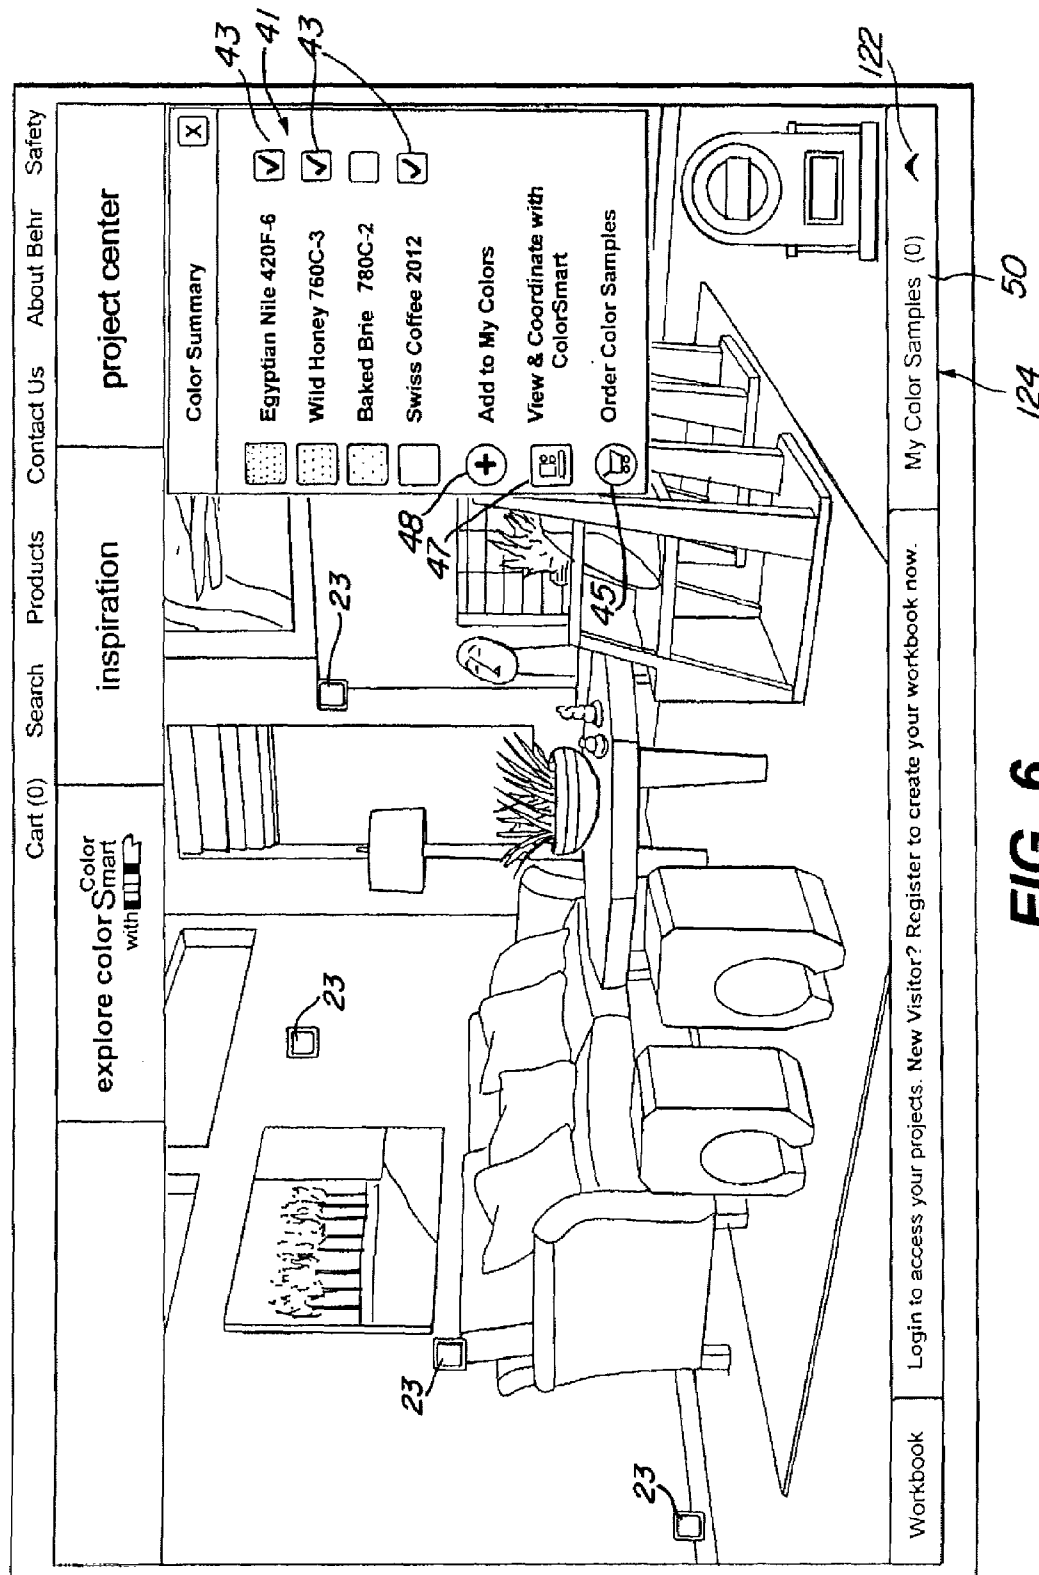 Cart (0) Search Products Contact Us About Behr Safety
explore color Color Smart
with
inspiration
project center
Color Summary X
Egyptian Nile 420F-6
Wild Honey 760C-3
Baked Brie 780C-2
Swiss Coffee 2012
Add to My Colors
View & Coordinate with
ColorSmart
Order Color Samples
43
41
43
48
47
45
23
23
23
23
Workbook
Login to access your projects. New Visitor? Register to create your workbook now.
My Color Samples (0)
122
50
124
FIG. 6